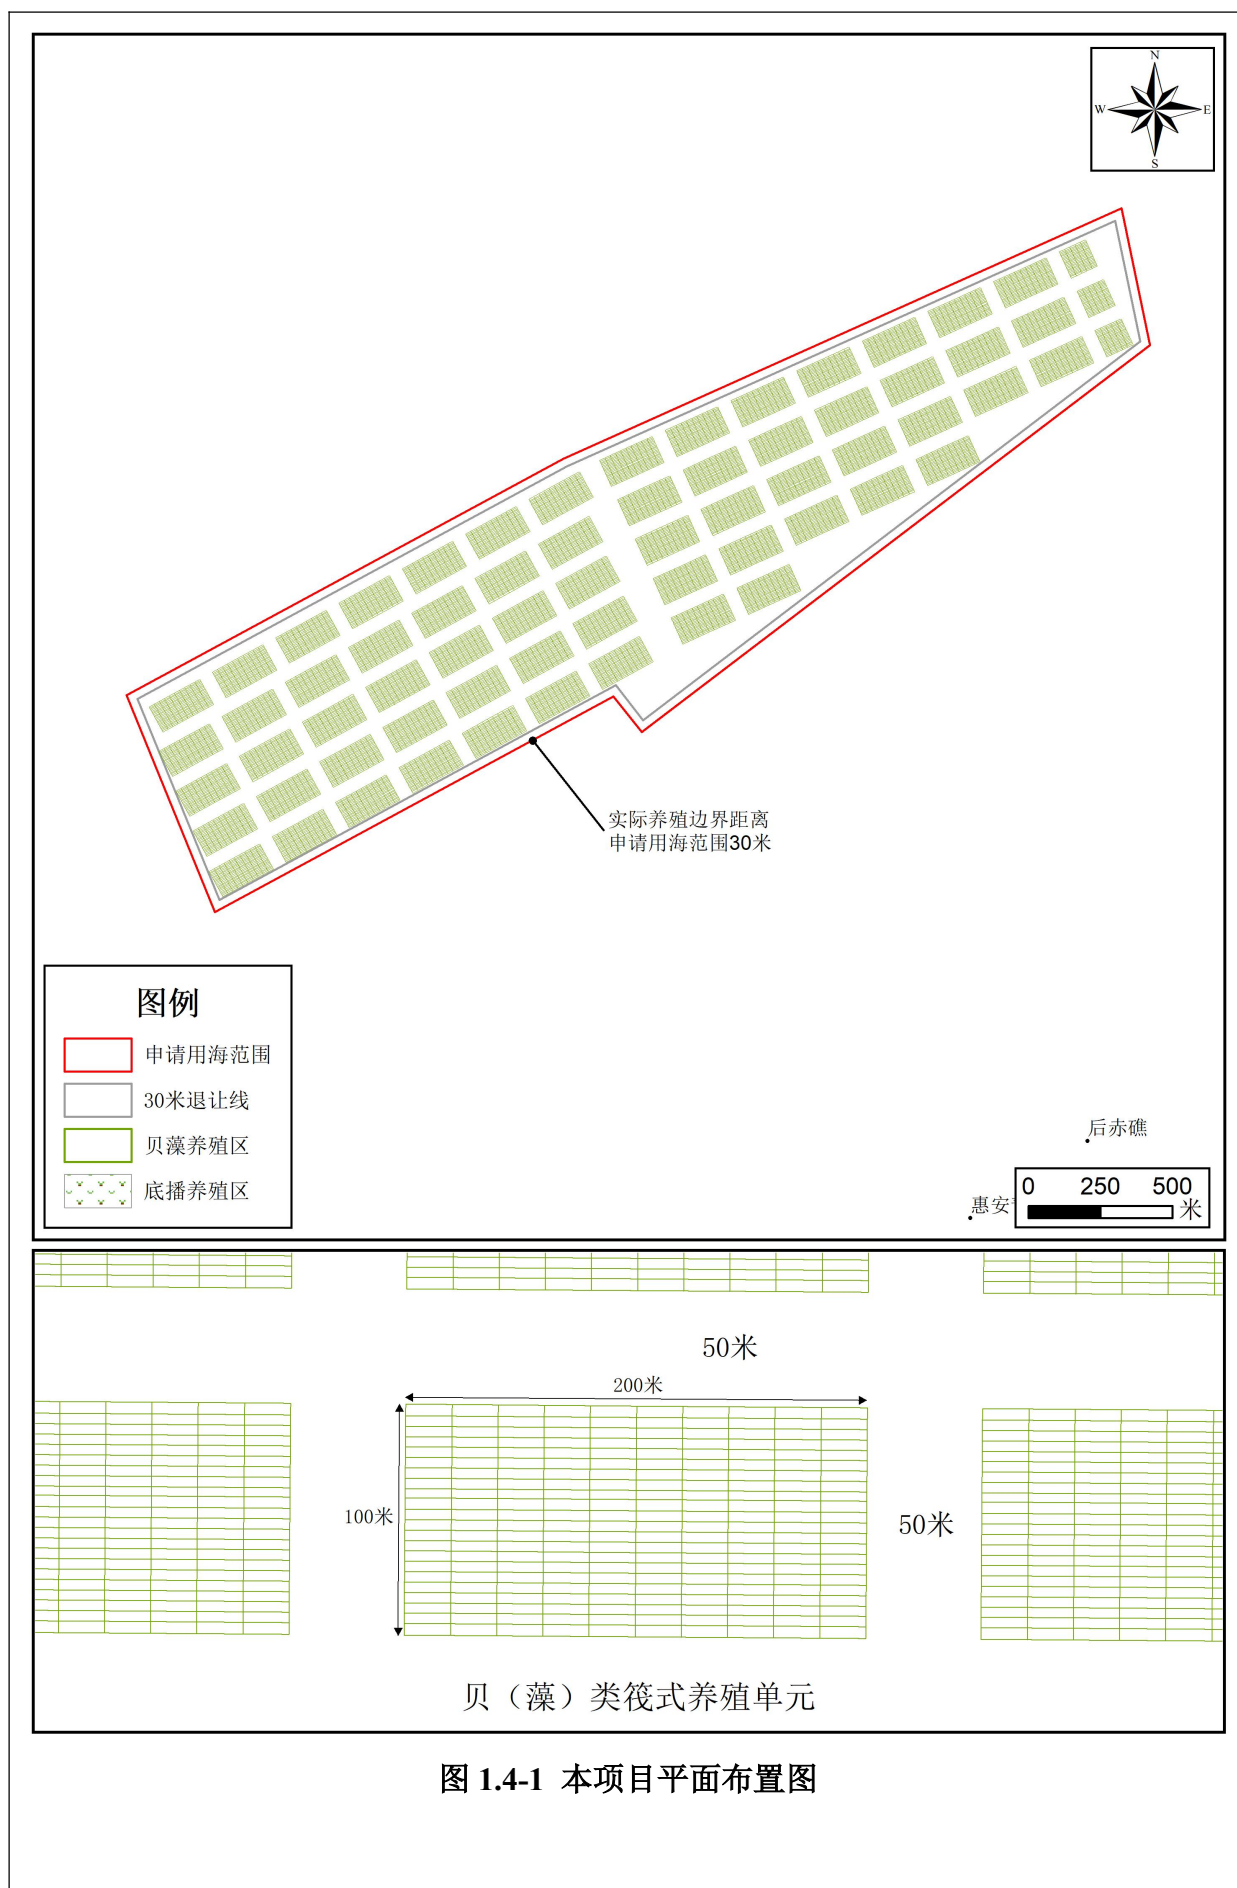 N
W E
S
实际养殖边界距离
申请用海范围30米
图例
申请用海范围
30米退让线
贝藻养殖区
底播养殖区
后赤礁
惠安
0 250 500
米
50米
200米
100米
50米
贝（藻）类筏式养殖单元
图 1.4-1 本项目平面布置图